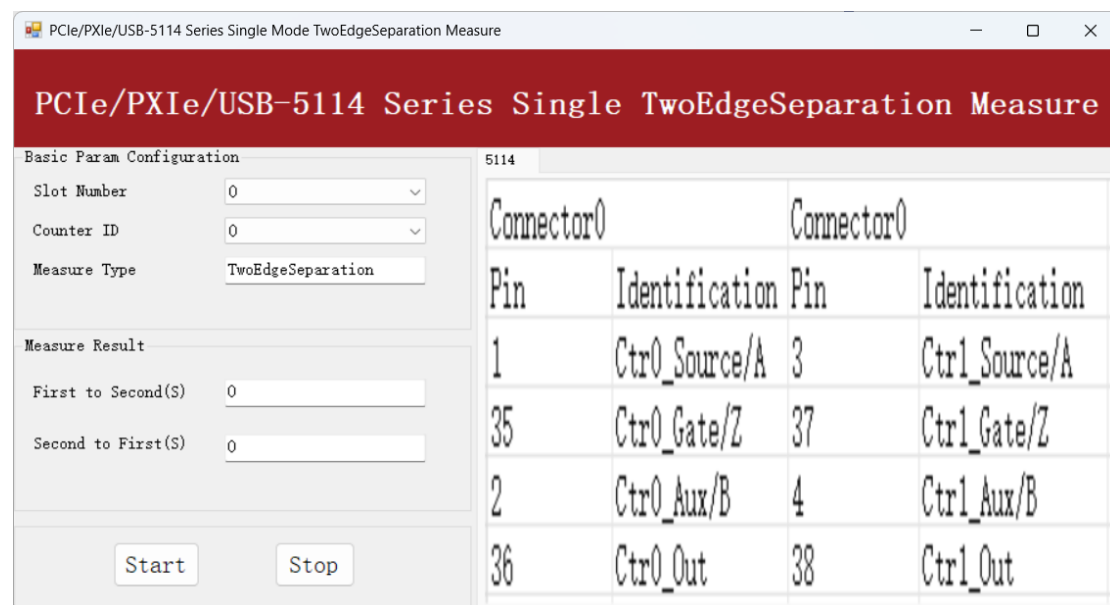 PCIe/PXIe/USB-5114 Series Single Mode TwoEdgeSeparation Measure
PCIe/PXIe/USB-5114 Series Single TwoEdgeSeparation Measure
Basic Param Configuration
Slot Number 0
Counter ID 0
Measure Type TwoEdgeSeparation
Measure Result
First to Second(S) 0
Second to First(S) 0
Start Stop
5114
Connector0 Connector0
Pin Identification Pin Identification
1 Ctr0_Source/A 3 Ctr1_Source/A
35 Ctr0_Gate/Z 37 Ctr1_Gate/Z
2 Ctr0_Aux/B 4 Ctr1_Aux/B
36 Ctr0_Out 38 Ctr1_Out